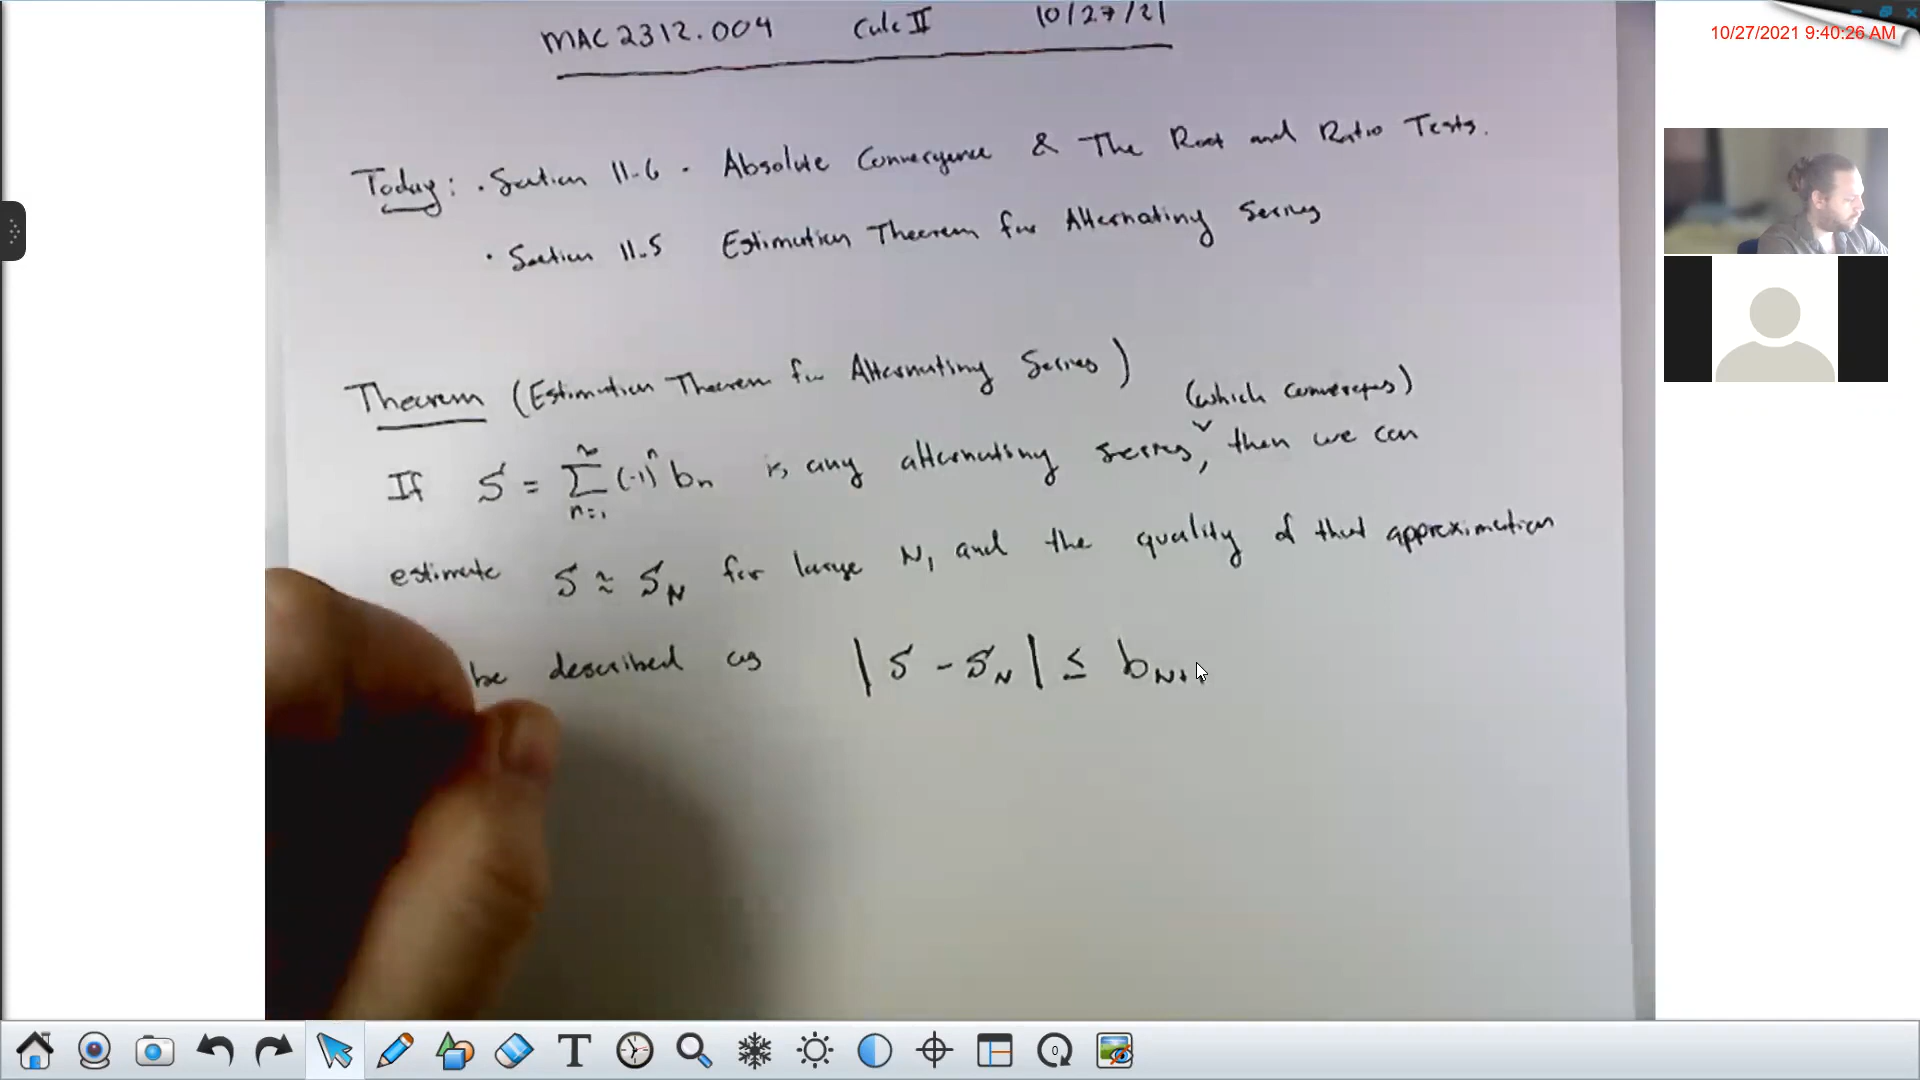 MAC2312.004 Calc II 10/27/21
10/27/2021 9:40:26 AM
Today: · Section 11.6 - Absolute Convergence & The Root and Ratio Tests.
· Section 11.5 Estimation Theorem for Alternating Series
Theorem (Estimation Theorem for Alternating Series)
(which converges)
If S = ∑_{n=1}^{∞} (-1)^n b_n is any alternating series ˅, then we can
estimate S ≈ S_N for large N, and the quality of that approximation
be described as |S - S_N| ≤ b_{N+1}
T
0